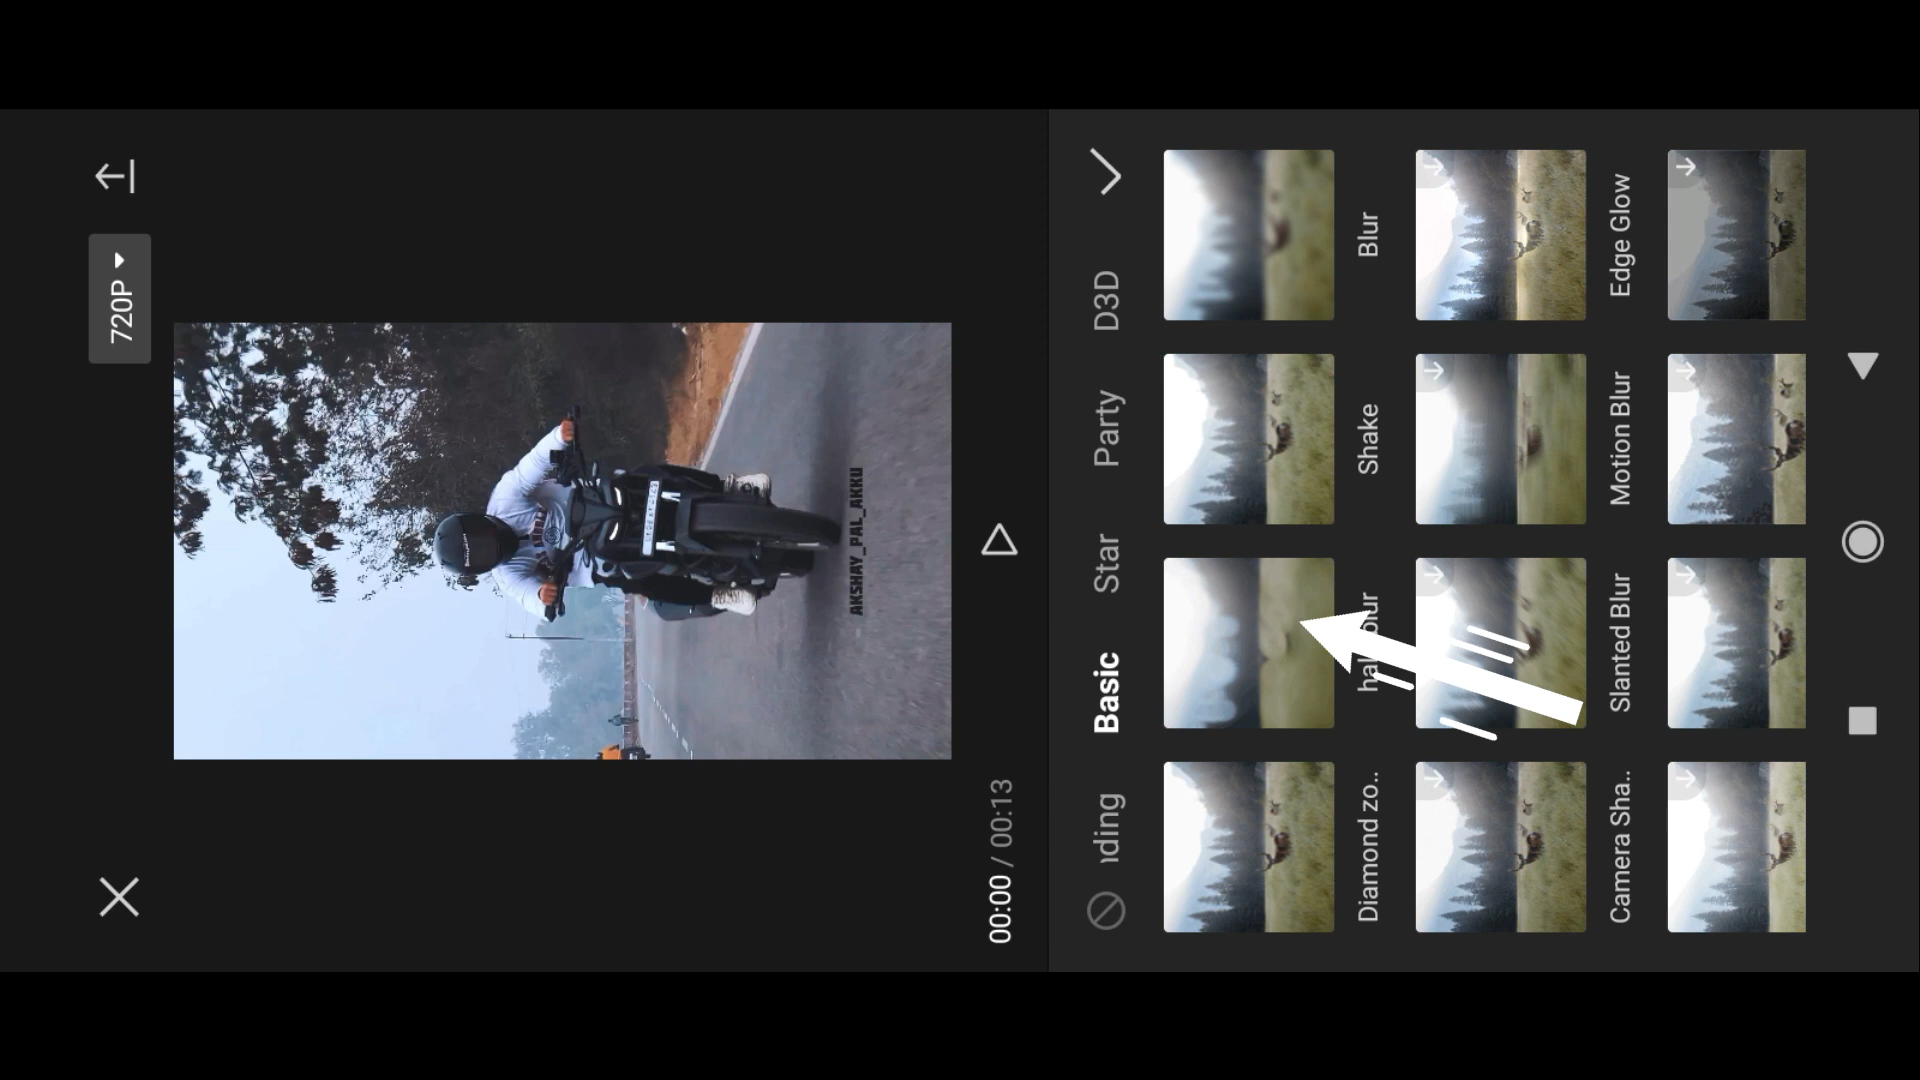 720P
AKSHAY_PAL_AKKU
00:00 / 00:13
Basic
Star
Party
D3D
Diamond zo..
Shake
Blur
Camera Sha..
Slanted Blur
Motion Blur
Edge Glow